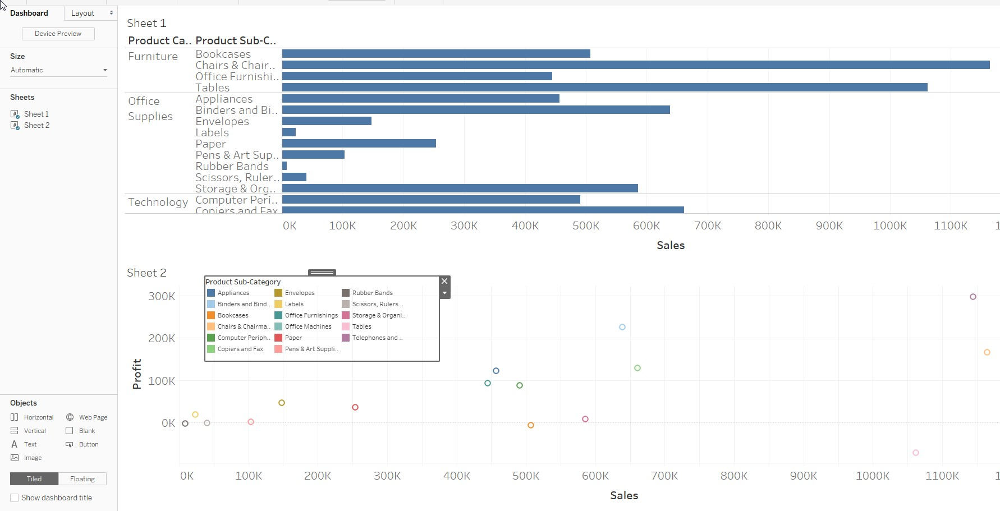 Dashboard Layout
Device Preview
Size
Automatic
Sheets
Sheet 1
Sheet 2
Objects
Horizontal Web Page
Vertical Blank
Text Button
Image
Tiled Floating
Show dashboard title
Sheet 1
Product Ca.. Product Sub-C..
Furniture Bookcases
Chairs & Chair..
Office Furnishi..
Tables
Office Supplies Appliances
Binders and Bi..
Envelopes
Labels
Paper
Pens & Art Sup..
Rubber Bands
Scissors, Ruler..
Storage & Org..
Technology Computer Peri..
Copiers and Fax
0K 100K 200K 300K 400K 500K 600K 700K 800K 900K 1000K 1100K 1
Sales
Sheet 2
Product Sub-Category
Appliances Envelopes Rubber Bands
Binders and Bind.. Labels Scissors, Rulers ..
Bookcases Office Furnishings Storage & Organi..
Chairs & Chairma.. Office Machines Tables
Computer Periph.. Paper Telephones and ..
Copiers and Fax Pens & Art Suppli..
300K
200K
100K
0K
Profit
0K 100K 200K 300K 400K 500K 600K 700K 800K 900K 1000K 1100K 1
Sales